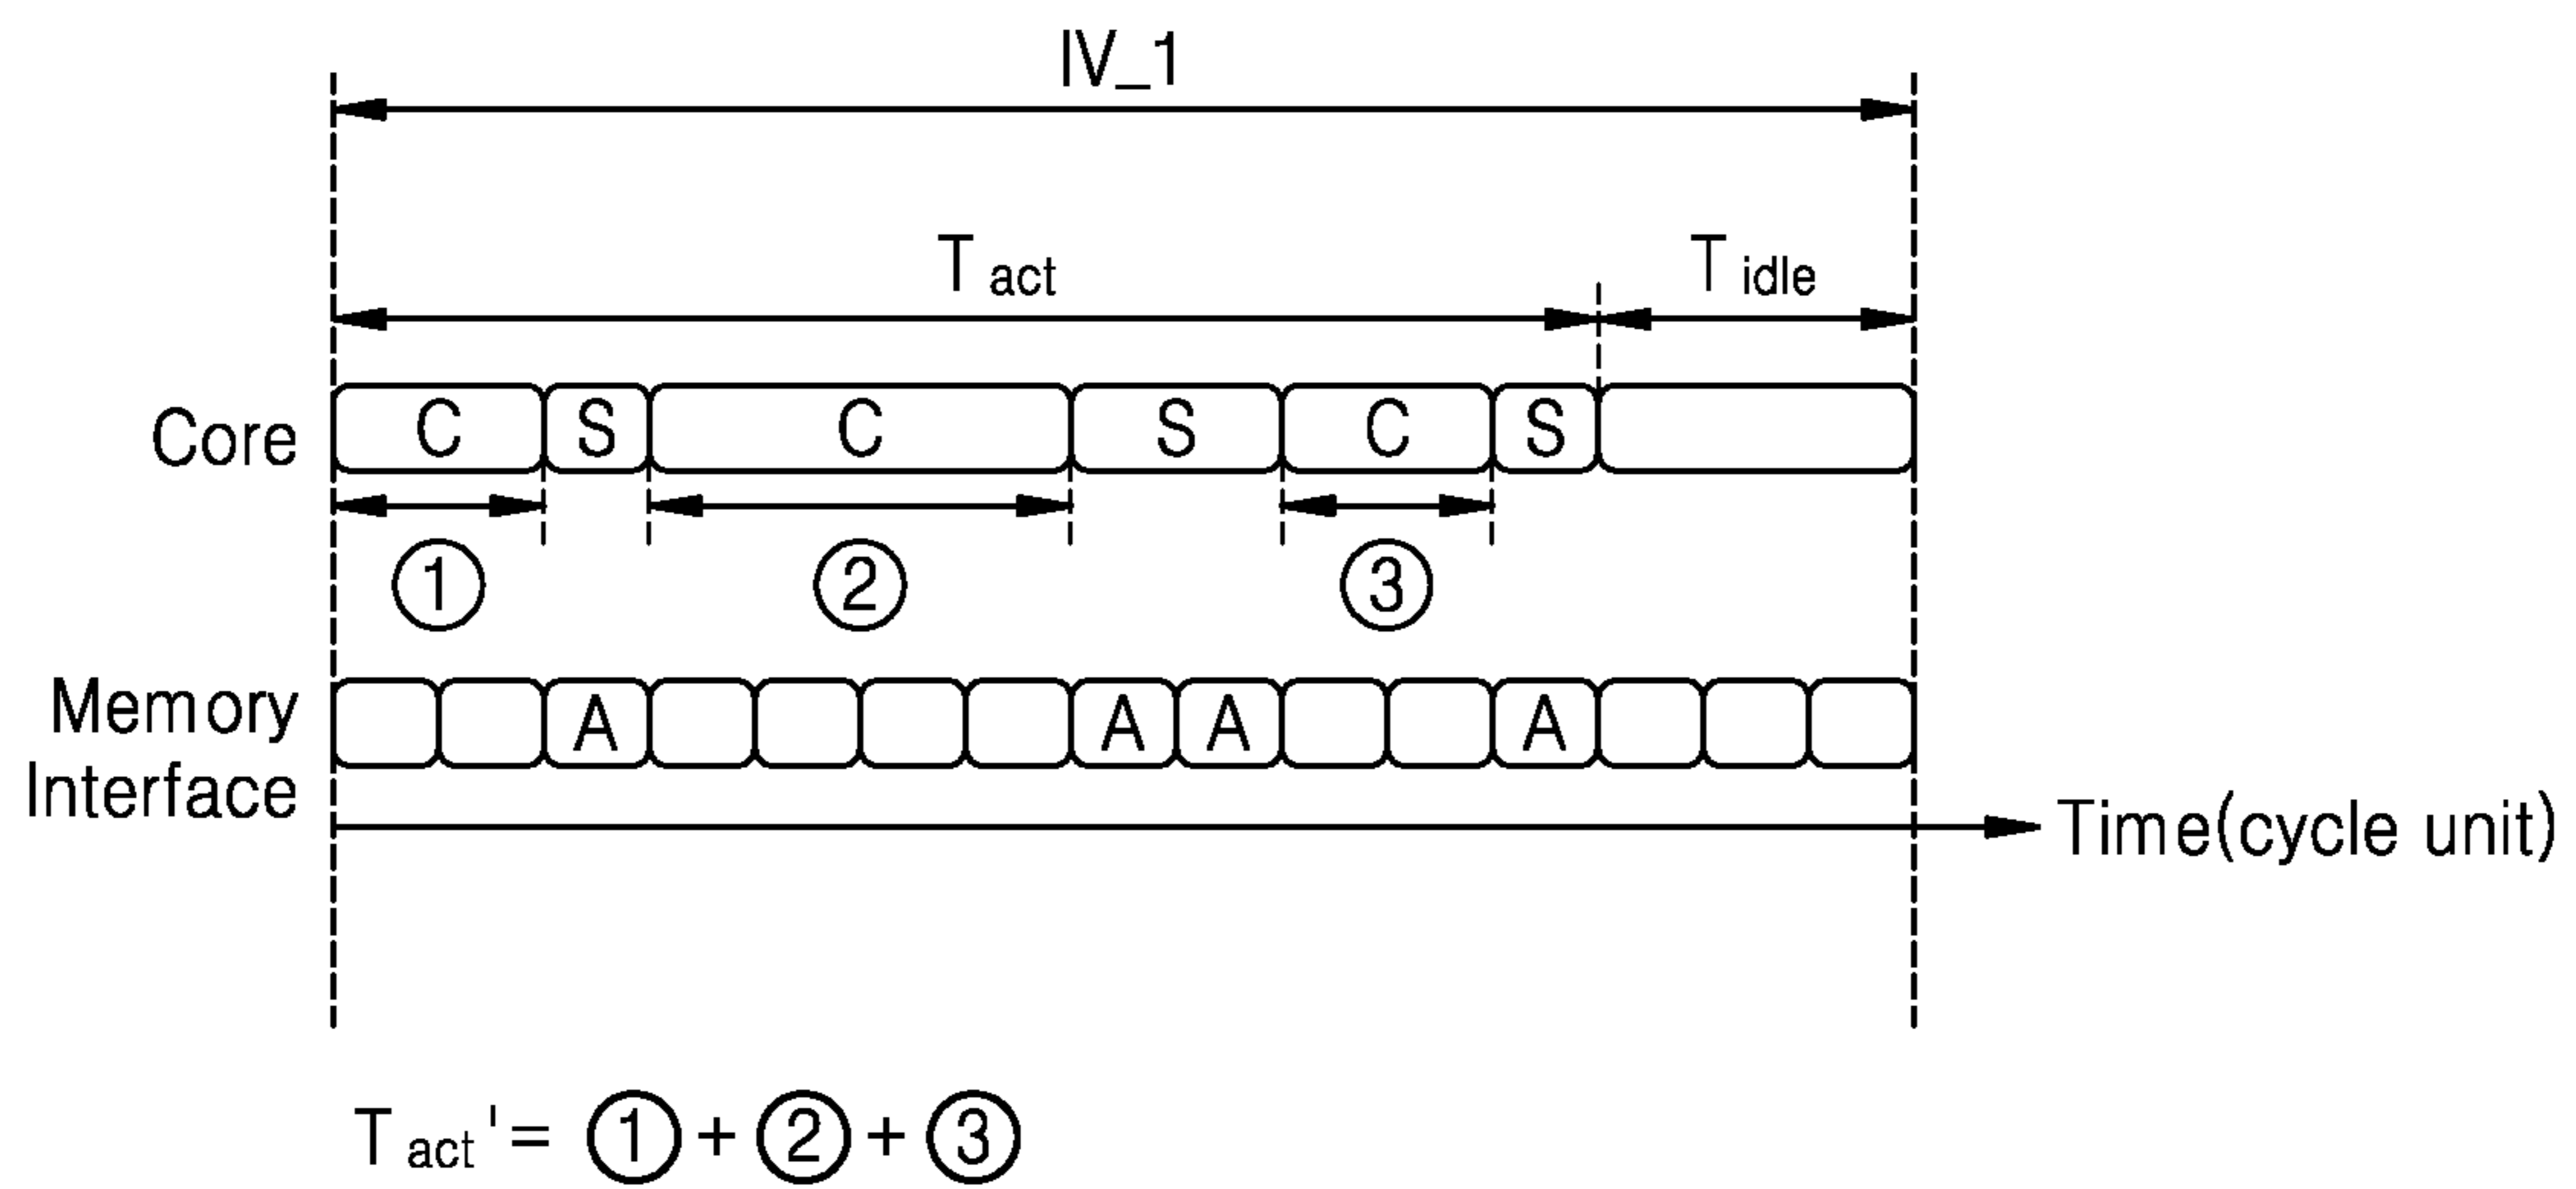 IV_1
T act T idle
Core C S C S C S
① ② ③
Memory Interface A A A A
Time(cycle unit)
T act ' = ① + ② + ③